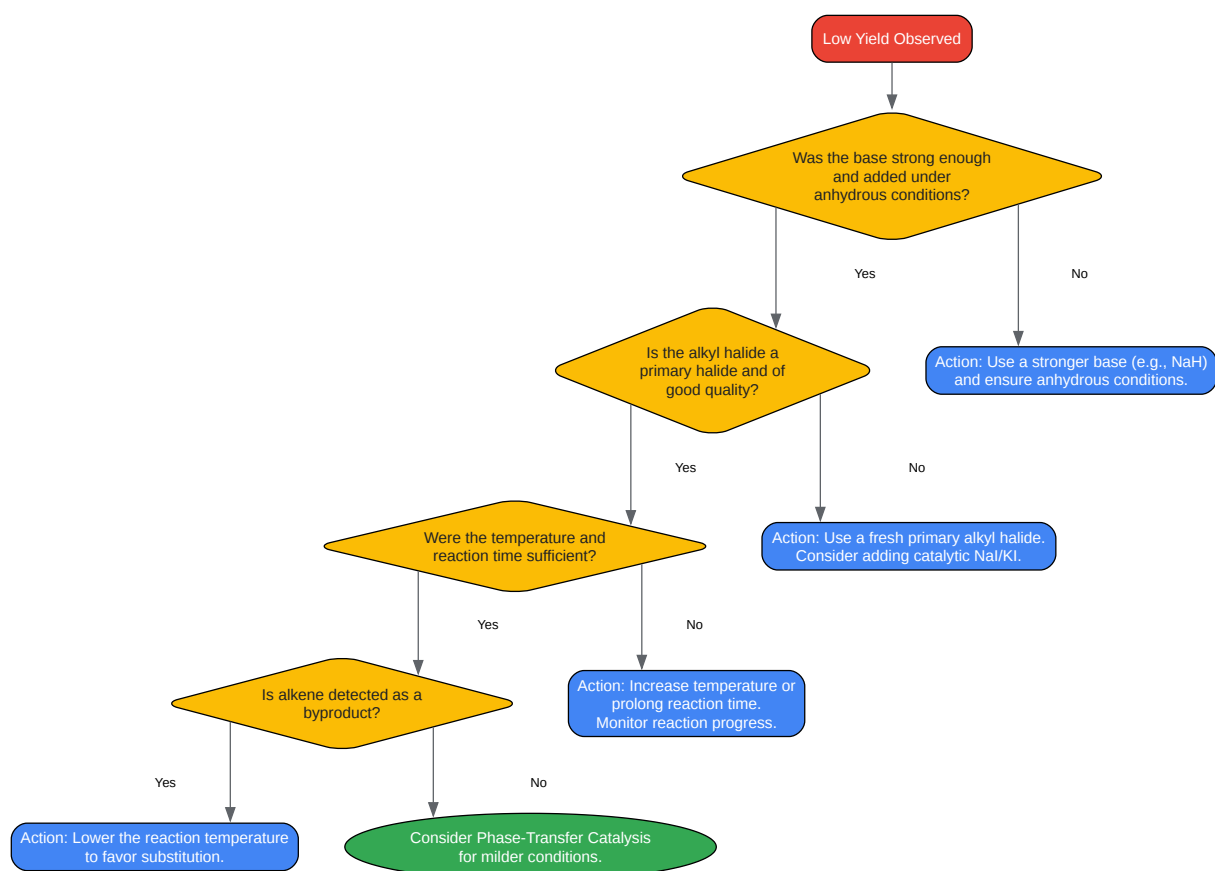 Low Yield Observed
Was the base strong enough
and added under
anhydrous conditions?
Yes
No
Is the alkyl halide a
primary halide and of
good quality?
Action: Use a stronger base (e.g., NaH)
and ensure anhydrous conditions.
Yes
No
Were the temperature and
reaction time sufficient?
Action: Use a fresh primary alkyl halide.
Consider adding catalytic NaI/KI.
Yes
No
Is alkene detected as a
byproduct?
Action: Increase temperature or
prolong reaction time.
Monitor reaction progress.
Yes
No
Action: Lower the reaction temperature
to favor substitution.
Consider Phase-Transfer Catalysis
for milder conditions.